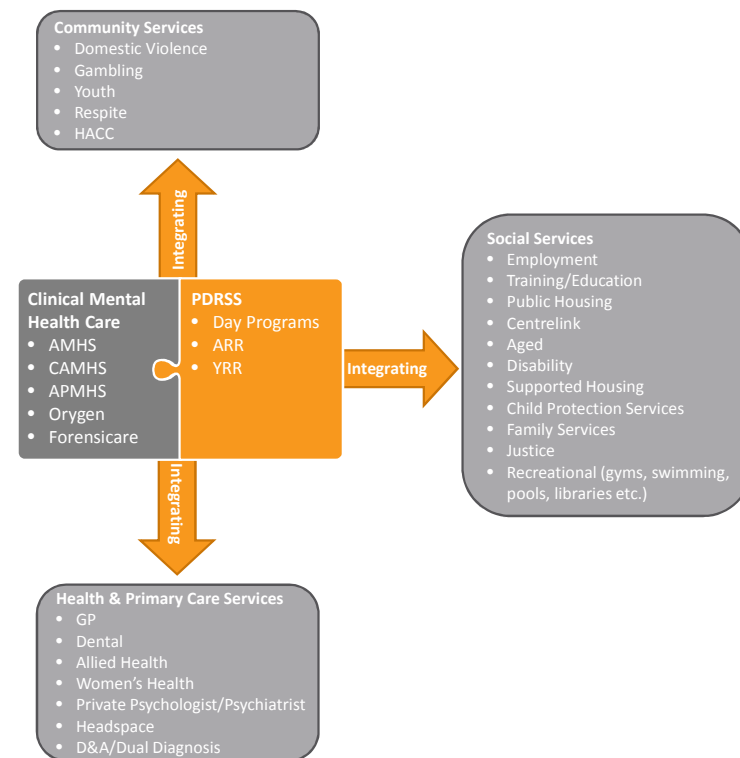 Community Services
• Domestic Violence
• Gambling
• Youth
• Respite
• HACC
Integrating
Clinical Mental
Health Care
• AMHS
• CAMHS
• APMHS
• Orygen
• Forensicare
PDRSS
• Day Programs
• ARR
• YRR
Integrating
Social Services
• Employment
• Training/Education
• Public Housing
• Centrelink
• Aged
• Disability
• Supported Housing
• Child Protection Services
• Family Services
• Justice
• Recreational (gyms, swimming,
pools, libraries etc.)
Integrating
Health & Primary Care Services
• GP
• Dental
• Allied Health
• Women’s Health
• Private Psychologist/Psychiatrist
• Headspace
• D&A/Dual Diagnosis